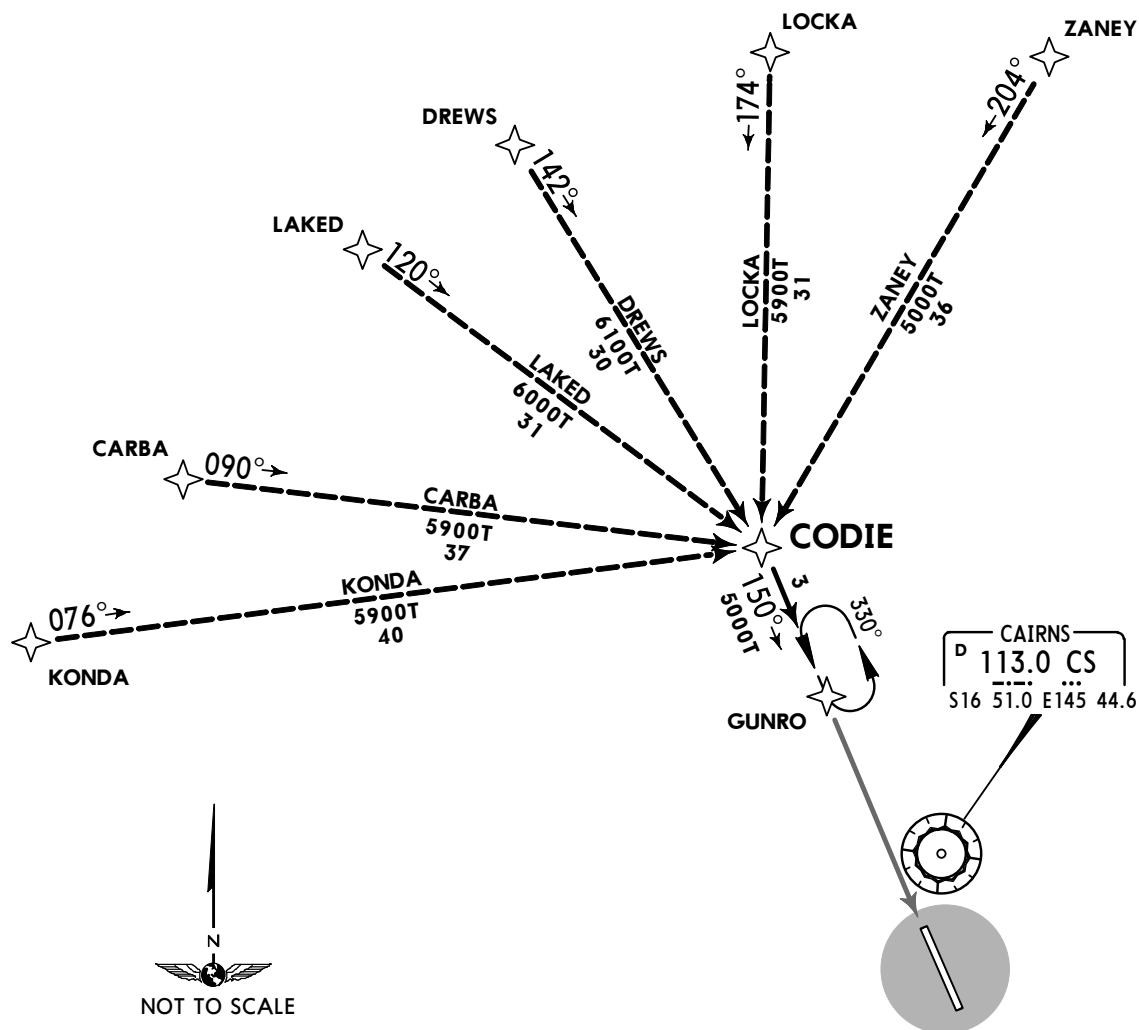 LOCKA
ZANEY
174°
204°
DREWS
142°
LAKED
120°
LOCKA
5900T
31
ZANEY
5000T
36
DREWS
6100T
30
LAKED
6000T
31
CARBA
090°
CARBA
5900T
37
CODIE
KONDA
5900T
40
076°
KONDA
3
150°
5000T
330°
GUNRO
CAIRNS
D 113.0 CS
S16 51.0 E145 44.6
N
NOT TO SCALE